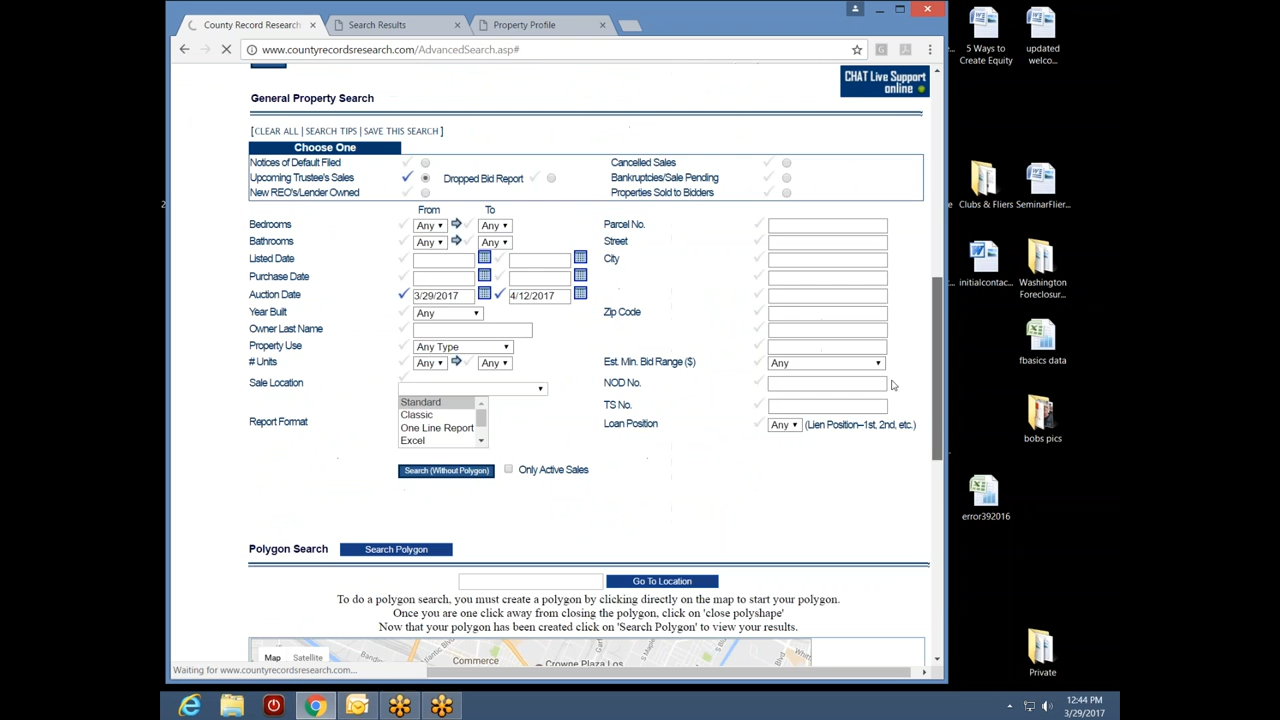 County Record Research
Search Results
Property Profile
www.countyrecordsresearch.com/AdvancedSearch.asp#
CHAT Live Support
online
General Property Search
[CLEAR ALL | SEARCH TIPS | SAVE THIS SEARCH ]
Choose One
Notices of Default Filed
Cancelled Sales
Upcoming Trustee's Sales
Dropped Bid Report
Bankruptcies/Sale Pending
New REO's/Lender Owned
Properties Sold to Bidders
From To
Bedrooms Any Any Parcel No.
Bathrooms Any Any Street
Listed Date City
Purchase Date
Auction Date 3/29/2017 4/12/2017
Year Built Any Zip Code
Owner Last Name
Property Use Any Type
# Units Any Any Est. Min. Bid Range ($) Any
Sale Location NOD No.
Standard
Classic
One Line Report
Excel
Report Format
TS No.
Loan Position Any (Lien Position–1st, 2nd, etc.)
Search (Without Polygon) Only Active Sales
Polygon Search Search Polygon
Go To Location
To do a polygon search, you must create a polygon by clicking directly on the map to start your polygon.
Once you are one click away from closing the polygon, click on 'close polyshape'
Now that your polygon has been created click on 'Search Polygon' to view your results.
Map Satellite
Commerce
Crowne Plaza Los
Waiting for www.countyrecordsresearch.com...
5 Ways to
Create Equity
updated
welco...
Clubs & Fliers
SeminarFlier...
initialcontac...
Washington
Foreclosur...
fbasics data
bobs pics
error392016
Private
12:44 PM
3/29/2017